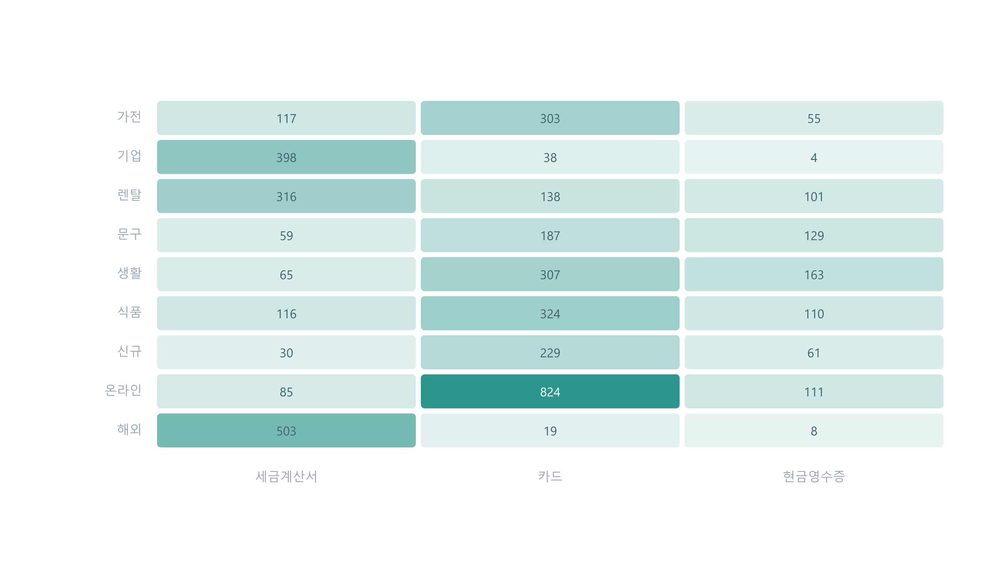 가전 117 303 55
기업 398 38 4
렌탈 316 138 101
문구 59 187 129
생활 65 307 163
식품 116 324 110
신규 30 229 61
온라인 85 824 111
해외 503 19 8
세금계산서 카드 현금영수증